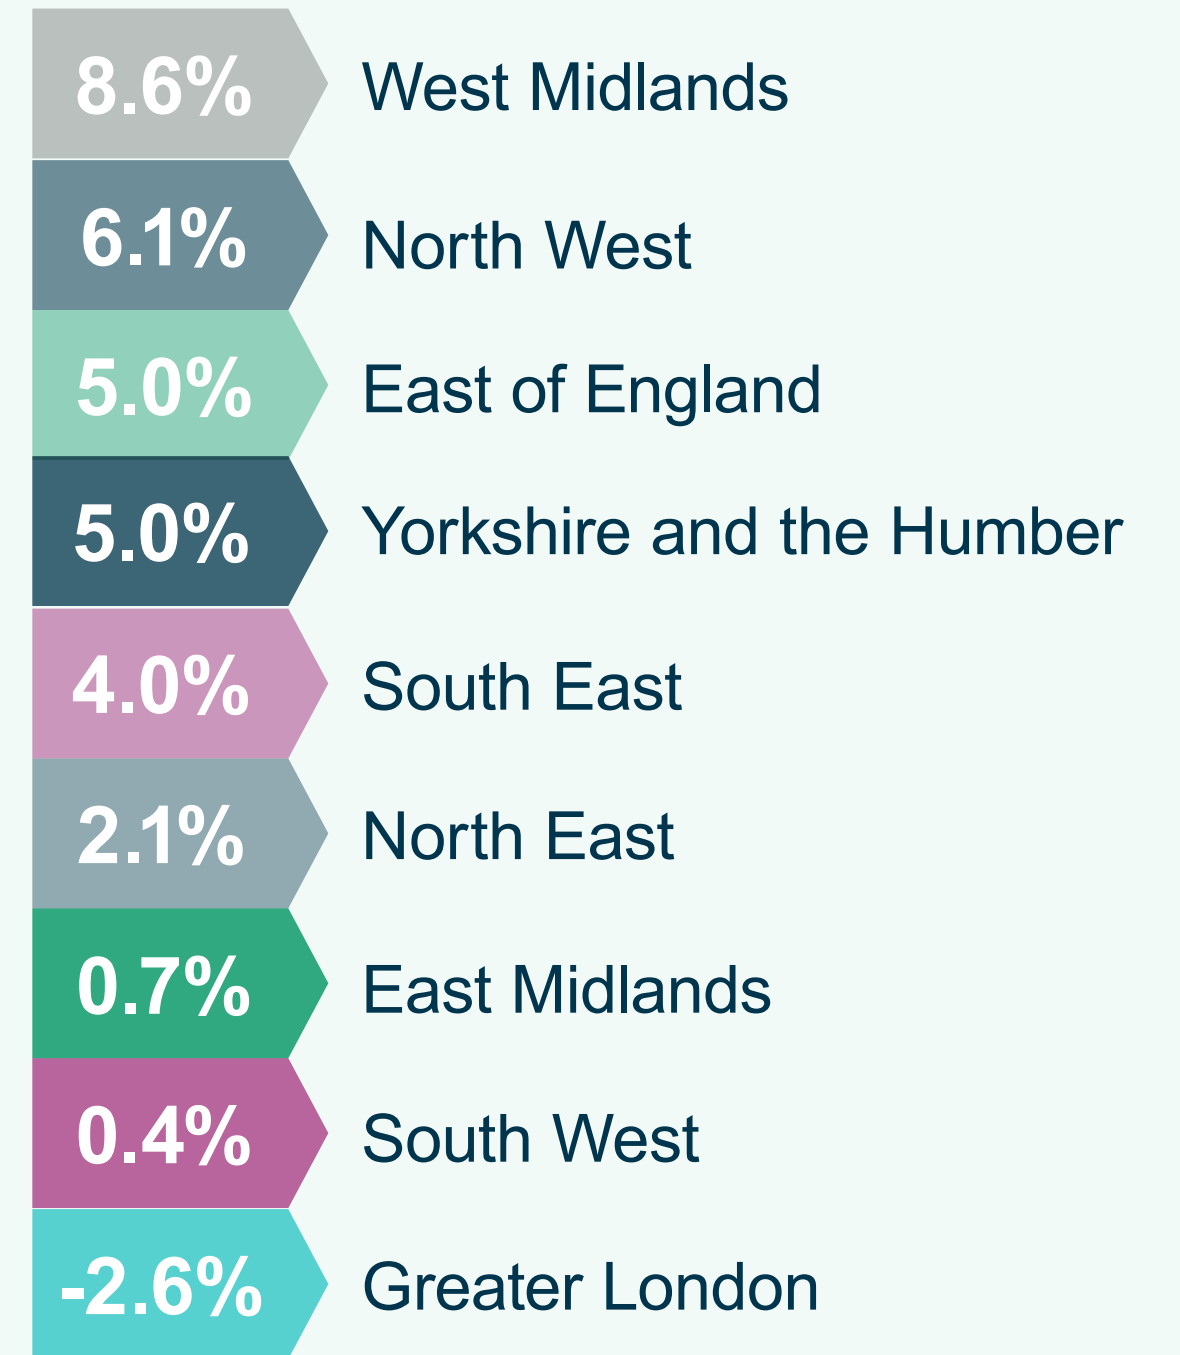 8.6% West Midlands
6.1% North West
5.0% East of England
5.0% Yorkshire and the Humber
4.0% South East
2.1% North East
0.7% East Midlands
0.4% South West
-2.6% Greater London